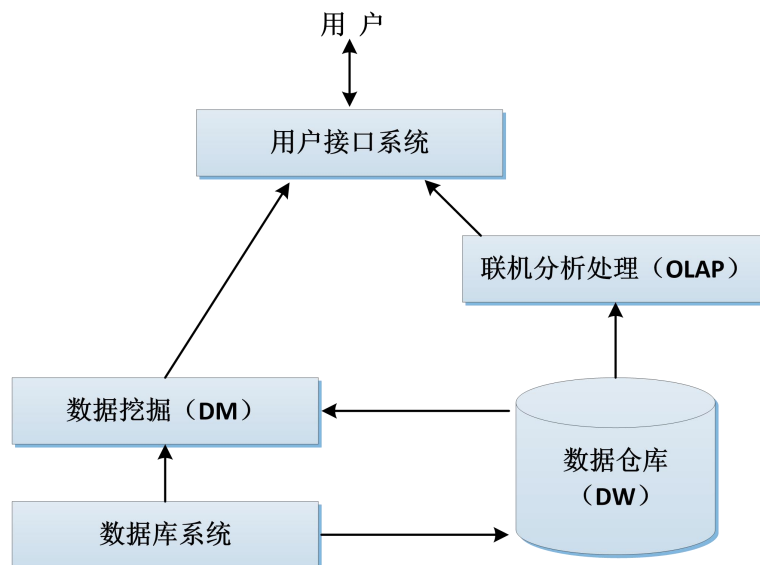 用 户
用户接口系统
联机分析处理（OLAP）
数据挖掘（DM）
数据仓库
（DW）
数据库系统